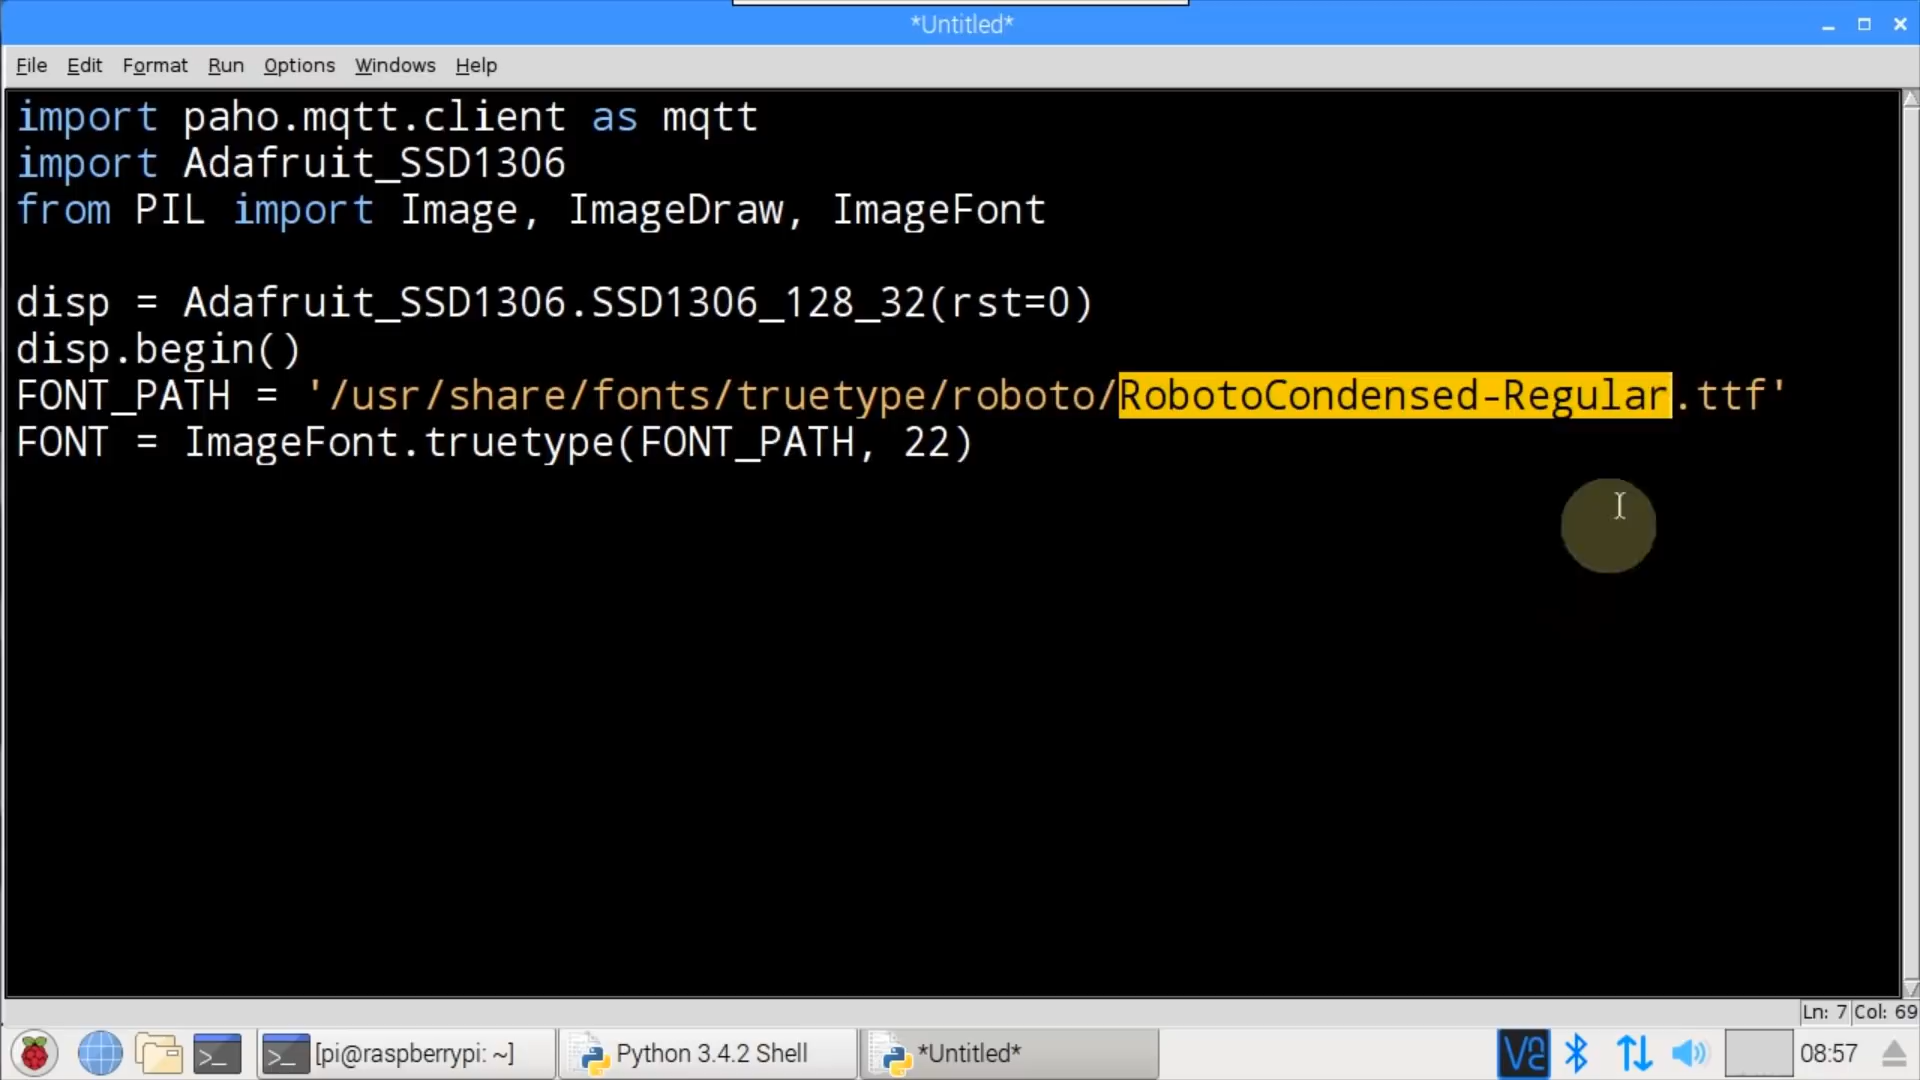 *Untitled*
File Edit Format Run Options Windows Help
import paho.mqtt.client as mqtt
import Adafruit_SSD1306
from PIL import Image, ImageDraw, ImageFont
disp = Adafruit_SSD1306.SSD1306_128_32(rst=0)
disp.begin()
FONT_PATH = '/usr/share/fonts/truetype/roboto/RobotoCondensed-Regular.ttf'
FONT = ImageFont.truetype(FONT_PATH, 22)
Ln: 7 Col: 69
[pi@raspberrypi: ~] Python 3.4.2 Shell *Untitled* 08:57